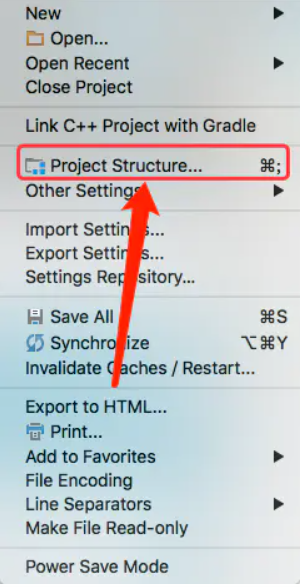 New
Open...
Open Recent
Close Project
Link C++ Project with Gradle
Project Structure... ⌘;
Other Settings
Import Settings...
Export Settings...
Settings Repository...
Save All ⌘S
Synchronize ⌥⌘Y
Invalidate Caches / Restart...
Export to HTML...
Print...
Add to Favorites
File Encoding
Line Separators
Make File Read-only
Power Save Mode